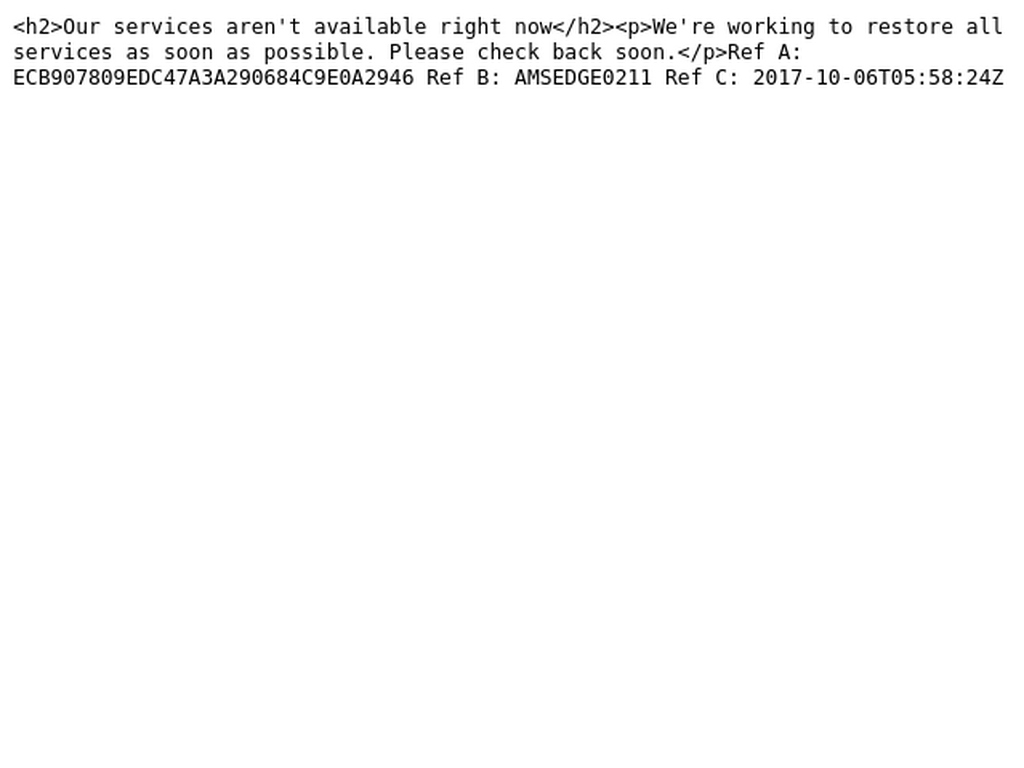 <h2>Our services aren't available right now</h2><p>We're working to restore all
services as soon as possible. Please check back soon.</p>Ref A:
ECB907809EDC47A3A290684C9E0A2946 Ref B: AMSEDGE0211 Ref C: 2017-10-06T05:58:24Z